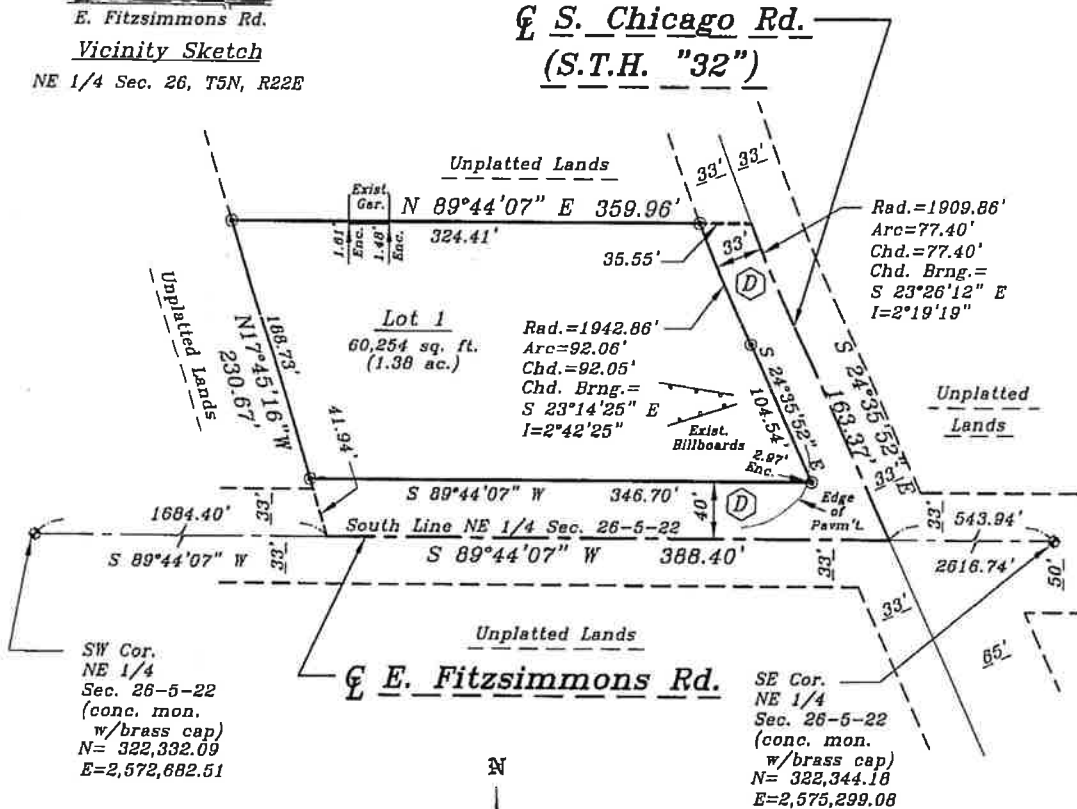 E. Fitzsimmons Rd.
Vicinity Sketch
NE 1/4 Sec. 26, T5N, R22E
℄ S. Chicago Rd.
(S.T.H. "32")
Unplatted Lands
33' 33'
Exist.
Gar.
N 89°44'07" E 359.96'
324.41'
1.81'
Enc.
1.48'
Enc.
35.55'
33'
D
Rad.=1909.86'
Arc=77.40'
Chd.=77.40'
Chd. Brng.=
S 23°26'12" E
I=2°19'19"
Unplatted Lands
N17°45'16"W
230.67'
188.73'
41.94'
Lot 1
60,254 sq. ft.
(1.38 ac.)
Rad.=1942.86'
Arc=92.06'
Chd.=92.05'
Chd. Brng.=
S 23°14'25" E
I=2°42'25"
Exist.
Billboards
S 24°35'52" E
104.54'
2.97'
Enc.
S 24°35'52" E
163.37'
33'
Unplatted
Lands
S 89°44'07" W 346.70'
40'
D
Edge
of
Pavm't.
1684.40'
S 89°44'07" W
33'
33'
South Line NE 1/4 Sec. 26-5-22
S 89°44'07" W 388.40'
33'
33'
543.94'
2616.74'
50'
33'
65'
Unplatted Lands
℄ E. Fitzsimmons Rd.
SW Cor.
NE 1/4
Sec. 26-5-22
(conc. mon.
w/brass cap)
N= 322,332.09
E=2,572,682.51
SE Cor.
NE 1/4
Sec. 26-5-22
(conc. mon.
w/brass cap)
N= 322,344.18
E=2,575,299.08
N